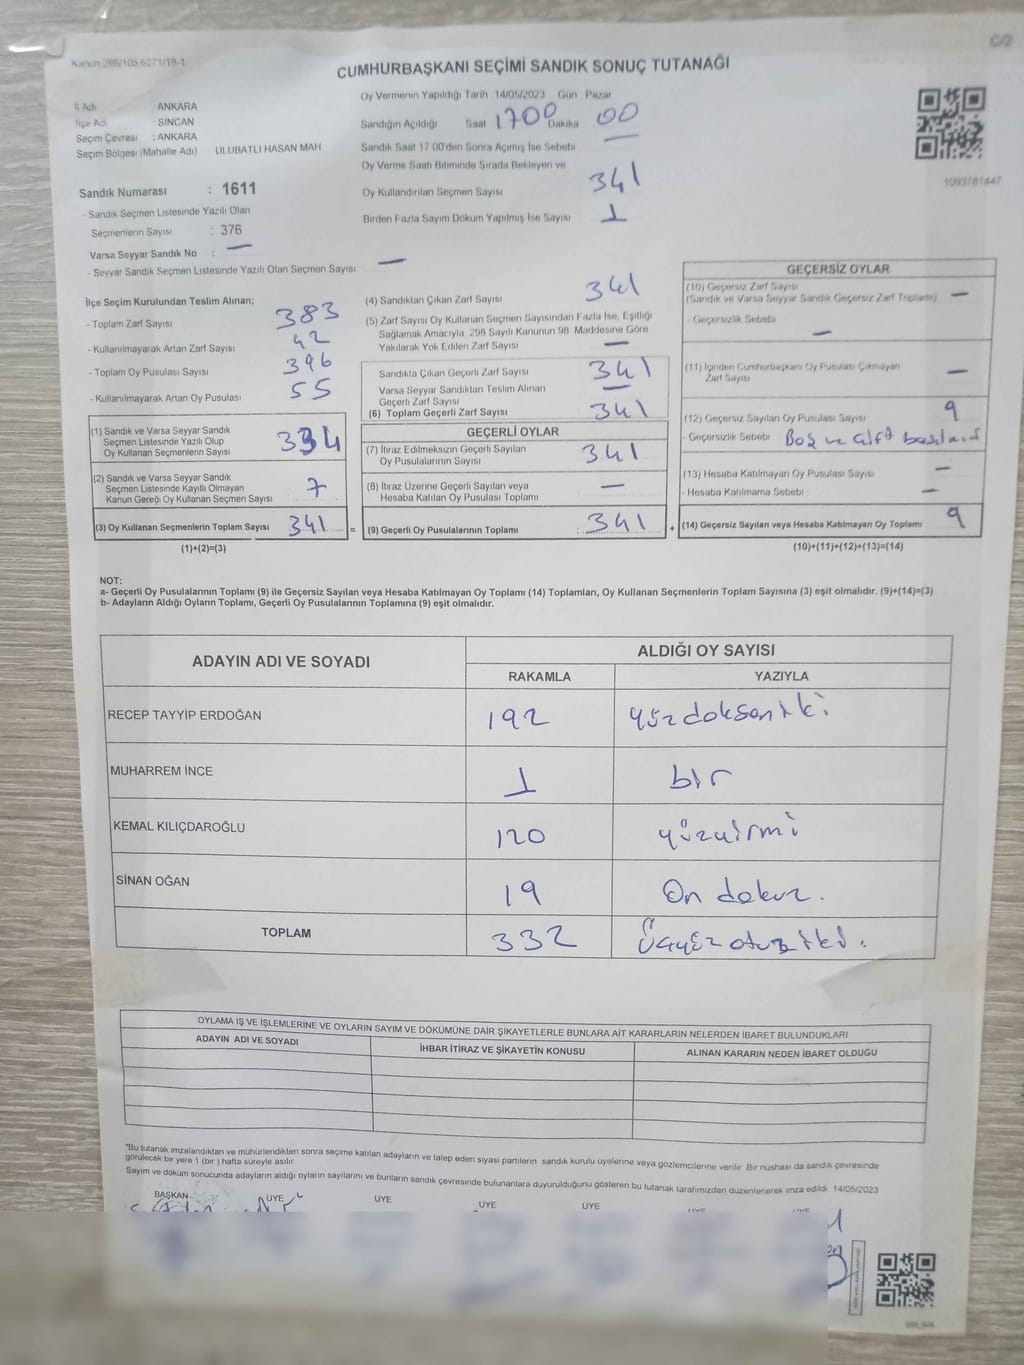 C/2
Kanun 298/105 6271/18-1
CUMHURBAŞKANI SEÇİMİ SANDIK SONUÇ TUTANAĞI
İl Adı ANKARA
İlçe Adı SİNCAN
Seçim Çevresi : ANKARA
Seçim Bölgesi (Mahalle Adı) ULUBATLI HASAN MAH
Sandık Numarası : 1611
- Sandık Seçmen Listesinde Yazılı Olan
Seçmenlerin Sayısı : 376
Varsa Seyyar Sandık No : —
- Seyyar Sandık Seçmen Listesinde Yazılı Olan Seçmen Sayısı —
Oy Vermenin Yapıldığı Tarih 14/05/2023 Gün Pazar
Sandığın Açıldığı Saat 1700 Dakika 00
Sandık Saat 17.00'den Sonra Açımış İse Sebebi —
Oy Verme Saati Bitiminde Sırada Bekleyen ve
Oy Kullandırılan Seçmen Sayısı 341
Birden Fazla Sayım Döküm Yapılmış İse Sayısı 1
1093781447
İlçe Seçim Kurulundan Teslim Alınan;
- Toplam Zarf Sayısı 383
- Kullanılmayarak Artan Zarf Sayısı 42
- Toplam Oy Pusulası Sayısı 396
- Kullanılmayarak Artan Oy Pusulası 55
(1) Sandık ve Varsa Seyyar Sandık
Seçmen Listesinde Yazılı Olup
Oy Kullanan Seçmenlerin Sayısı 334
(2) Sandık ve Varsa Seyyar Sandık
Seçmen Listesinde Kayıtlı Olmayan
Kanun Gereği Oy Kullanan Seçmen Sayısı 7
(3) Oy Kullanan Seçmenlerin Toplam Sayısı 341 =
(1)+(2)=(3)
(4) Sandıktan Çıkan Zarf Sayısı 341
(5) Zarf Sayısı Oy Kullanan Seçmen Sayısından Fazla İse, Eşitliği
Sağlamak Amacıyla, 298 Sayılı Kanunun 98. Maddesine Göre
Yakılarak Yok Edilen Zarf Sayısı —
Sandıkta Çıkan Geçerli Zarf Sayısı 341
Varsa Seyyar Sandıktan Teslim Alınan
Geçerli Zarf Sayısı —
(6) Toplam Geçerli Zarf Sayısı 341
GEÇERLİ OYLAR
(7) İtiraz Edilmeksizin Geçerli Sayılan
Oy Pusulalarının Sayısı 341
(8) İtiraz Üzerine Geçerli Sayılan veya
Hesaba Katılan Oy Pusulası Toplamı —
(9) Geçerli Oy Pusulalarının Toplamı 341 +
GEÇERSİZ OYLAR
(10) Geçersiz Zarf Sayısı
(Sandık ve Varsa Seyyar Sandık Geçersiz Zarf Toplamı) —
- Geçersizlik Sebebi —
(11) İçinden Cumhurbaşkanı Oy Pusulası Çıkmayan
Zarf Sayısı —
(12) Geçersiz Sayılan Oy Pusulası Sayısı 9
- Geçersizlik Sebebi Boş ve çift basılmış
(13) Hesaba Katılmayan Oy Pusulası Sayısı —
- Hesaba Katılmama Sebebi —
(14) Geçersiz Sayılan veya Hesaba Katılmayan Oy Toplamı 9
(10)+(11)+(12)+(13)=(14)
NOT:
a- Geçerli Oy Pusulalarının Toplamı (9) ile Geçersiz Sayılan veya Hesaba Katılmayan Oy Toplamı (14) Toplamları, Oy Kullanan Seçmenlerin Toplam Sayısına (3) eşit olmalıdır. (9)+(14)=(3)
b- Adayların Aldığı Oyların Toplamı, Geçerli Oy Pusulalarının Toplamına (9) eşit olmalıdır.
ADAYIN ADI VE SOYADI ALDIĞI OY SAYISI
RAKAMLA YAZIYLA
RECEP TAYYİP ERDOĞAN 192 yüzdoksaniki
MUHARREM İNCE 1 bir
KEMAL KILIÇDAROĞLU 120 yüzyirmi
SİNAN OĞAN 19 On dokuz.
TOPLAM 332 Üçyüzotuziki.
OYLAMA İŞ VE İŞLEMLERİNE VE OYLARIN SAYIM VE DÖKÜMÜNE DAİR ŞİKAYETLERLE BUNLARA AİT KARARLARIN NELERDEN İBARET BULUNDUKLARI
ADAYIN ADI VE SOYADI İHBAR İTİRAZ VE ŞİKAYETİN KONUSU ALINAN KARARIN NEDEN İBARET OLDUĞU
"Bu tutanak imzalandıktan ve mühürlendikten sonra seçime katılan adayların ve talep eden siyasi partilerin sandık kurulu üyelerine veya gözlemcilerine verilir. Bir nüshası da sandık çevresinde
görülecek bir yere 1 (bir) hafta süreyle asılır.
Sayım ve döküm sonucunda adayların aldığı oyların sayılarını ve bunların sandık çevresinde bulunanlara duyurulduğunu gösteren bu tutanak tarafımızdan düzenlenerek imza edildi. 14/05/2023
BAŞKAN ÜYE ÜYE ÜYE ÜYE